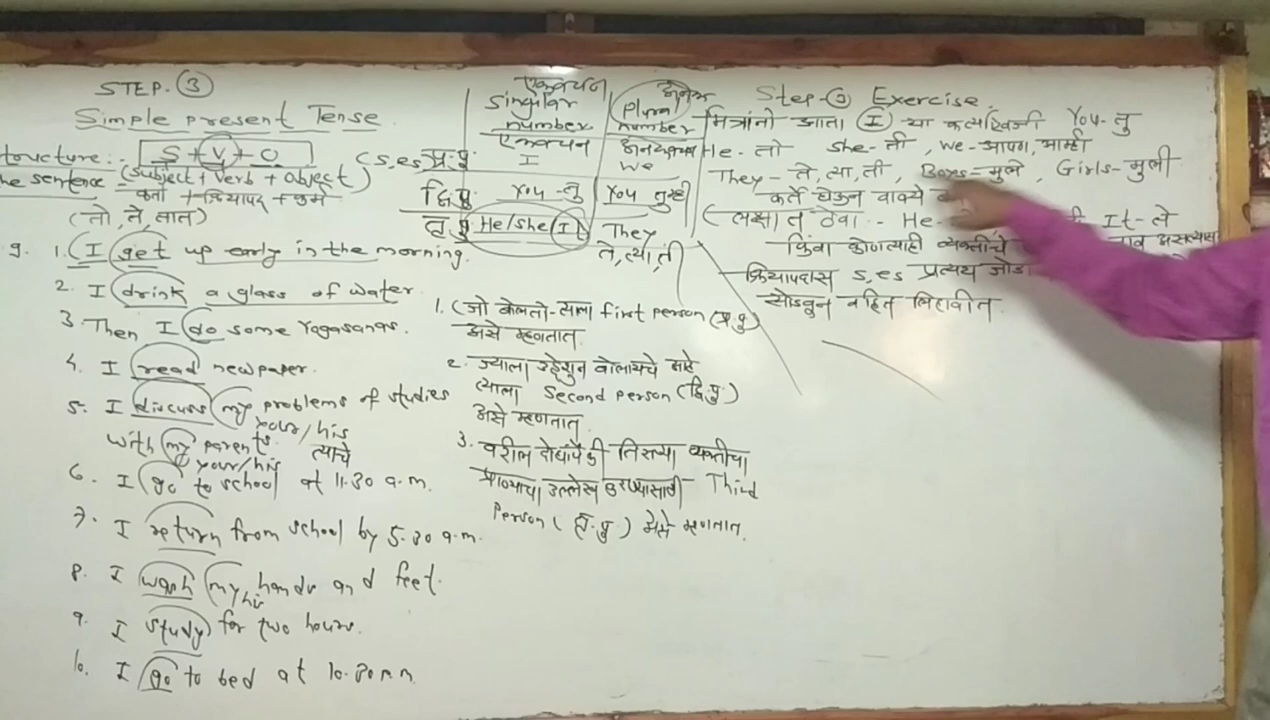 STEP. ③
Simple present Tense.
tructure:- S + V + O (s, es
he sentence = (subject + verb + object)
कर्ता + क्रियापद + कर्म
(तो, ते, तात)
g. 1. I get up early in the morning.
2. I drink a glass of water.
3. Then I do some Yogasanas.
4. I read newpaper.
5. I discuss my problems of studies
your/his
with my parents. त्याचे
your/his
6. I go to school at 11.30 a.m.
7. I return from school by 5.30 a.m.
8. I wash my hands and feet.
his
9. I study for two hours.
10. I go to bed at 10.30 p.m.
एकवचन
Singular number
Plural number
एकवचन
प्र.पु. I We
द्वि.पु. You - तु You तुम्ही
तृ.पु. He/She It They
ते, त्या, ती
1. (जो बोलतो - त्याला first person (प्र.पु)
असे म्हणतात.
2. ज्याला उद्देशुन बोलायचे आहे
त्याला Second person (द्वि.पु)
असे म्हणतात.
3. वरील दोघांपैकी तिसऱ्या व्यक्तीचा
प्राण्याचा उल्लेख करण्यासाठी - Third
Person (तृ.पु.) असे म्हणतात.
Step-③ Exercise.
मित्रांनो आता (I) या कर्त्याऐवजी You - तु
He - तो She - ती, We - आपण, आम्ही
They - ते, त्या, ती, Boys - मुले, Girls - मुली
कर्ते घेऊन वाक्ये
(लक्षात ठेवा - He - It - ते
किंवा कोणत्याही व्यक्तीचे नाव असल्यास
क्रियापदास s, es प्रत्यय जोडा
सोडवुन वहित लिहावीत.